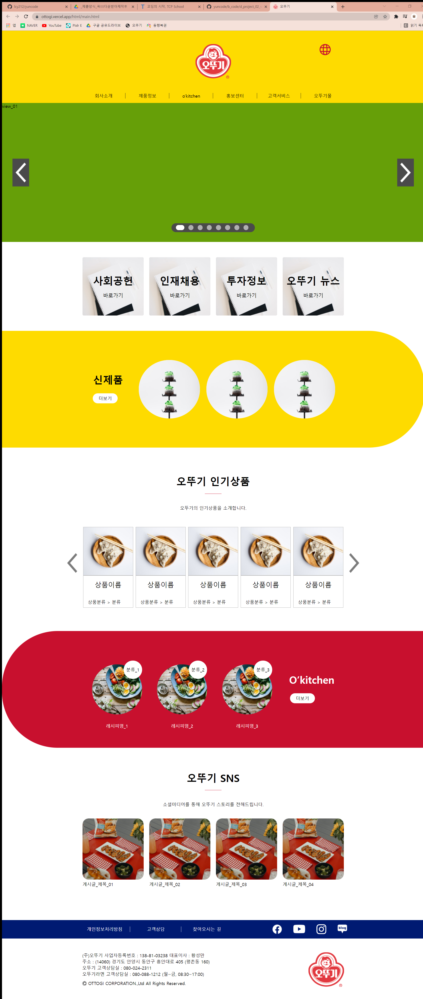 lcy212/yuncode
_제출양식_꼭!!!!다운받아제작후
코딩의 시작, TCP School
yuncode/b_code/d_project_02_v
오뚜기
ottogi.vercel.app/html/main.html
앱 NAVER YouTube Pixlr E 구글 공유드라이브 오뚜기 동행복권 읽기 목록
오뚜기
회사소개 제품정보 o'kitchen 홍보센터 고객서비스 오뚜기몰
view_01
사회공헌 인재채용 투자정보 오뚜기 뉴스
바로가기 바로가기 바로가기 바로가기
신제품
더보기
오뚜기 인기상품
오뚜기의 인기상품을 소개합니다.
상품이름 상품이름 상품이름 상품이름 상품이름
상품분류 > 분류 상품분류 > 분류 상품분류 > 분류 상품분류 > 분류 상품분류 > 분류
분류_1 분류_2 분류_3
O'kitchen
더보기
레시피명_1 레시피명_2 레시피명_3
오뚜기 SNS
소셜미디어를 통해 오뚜기 스토리를 전해드립니다.
게시글_제목_01 게시글_제목_02 게시글_제목_03 게시글_제목_04
개인정보처리방침 고객상담 찾아오시는 길 blog
(주)오뚜기 사업자등록번호 : 138-81-03238 대표이사 : 황성만
주소 : (14060) 경기도 안양시 동안구 흥안대로 405 (평촌동 160)
오뚜기 고객상담실 : 080-024-2311
오뚜기라면 고객상담실 : 080-088-1212 (월~금, 08:30~17:00)
© OTTOGI CORPORATION.,Ltd All Rights Reserved.
오뚜기